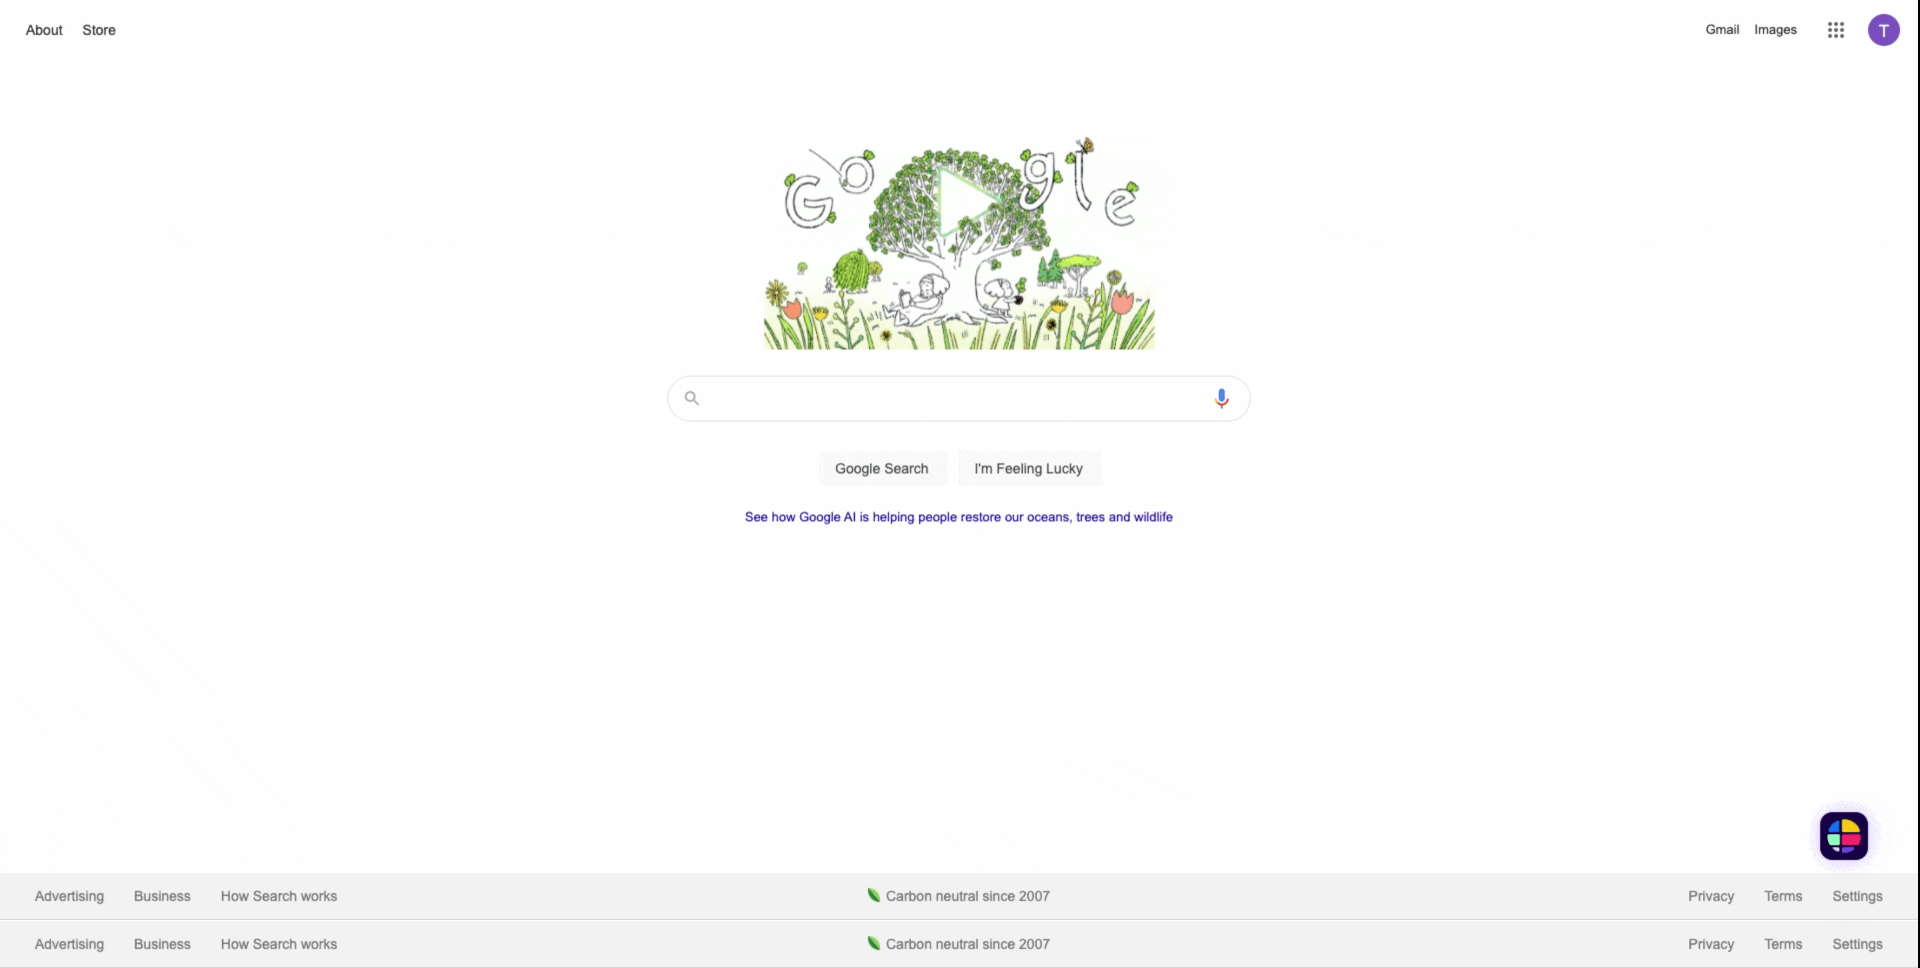 About Store
Gmail Images
T
Google
Google Search I'm Feeling Lucky
See how Google AI is helping people restore our oceans, trees and wildlife
Advertising Business How Search works Carbon neutral since 2007 Privacy Terms Settings
Advertising Business How Search works Carbon neutral since 2007 Privacy Terms Settings